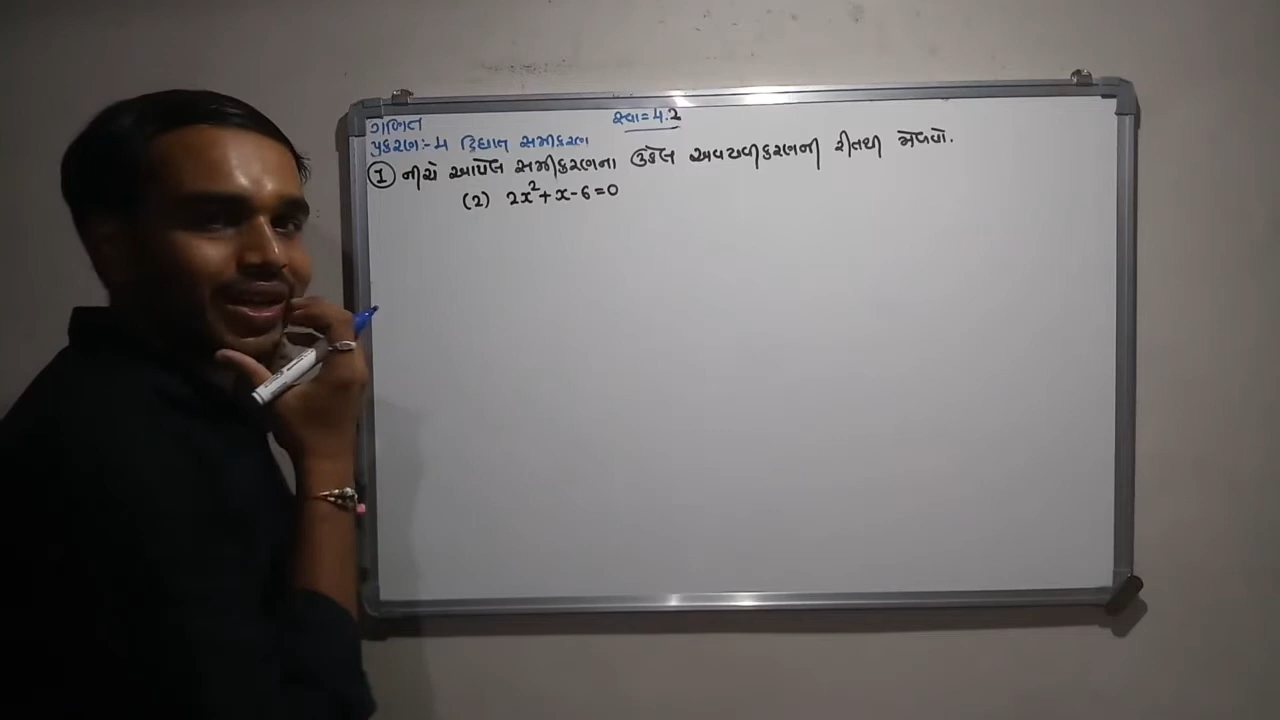 ગણિત
સ્વા = 4.2
પ્રકરણ:- 4 દ્વિઘાત સમીકરણ
(1) નીચે આપેલ સમીકરણના ઉકેલ અવયવીકરણની રીતથી મેળવો.
(2) 2x²+x-6=0